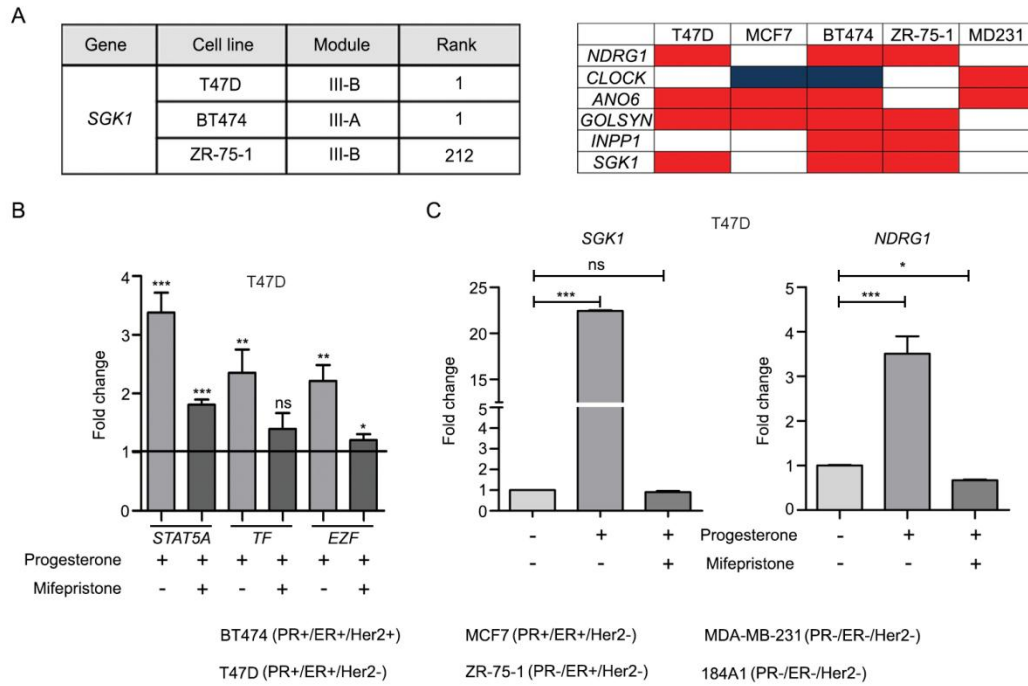 A
Gene Cell line Module Rank
SGK1
T47D III-B 1
BT474 III-A 1
ZR-75-1 III-B 212
T47D MCF7 BT474 ZR-75-1 MD231
NDRG1
CLOCK
ANO6
GOLSYN
INPP1
SGK1
B
T47D
Fold change
4
3
2
1
0
*** *** ** ns ** *
STAT5A TF EZF
Progesterone + + + + + +
Mifepristone - + - + - +
C
T47D
SGK1
ns
***
Fold change
25
20
15
10
5
5
4
3
2
1
0
- + +
- - +
NDRG1
*
***
Fold change
5
4
3
2
1
0
Progesterone - + +
Mifepristone - - +
BT474 (PR+/ER+/Her2+) MCF7 (PR+/ER+/Her2-) MDA-MB-231 (PR-/ER-/Her2-)
T47D (PR+/ER+/Her2-) ZR-75-1 (PR-/ER+/Her2-) 184A1 (PR-/ER-/Her2-)